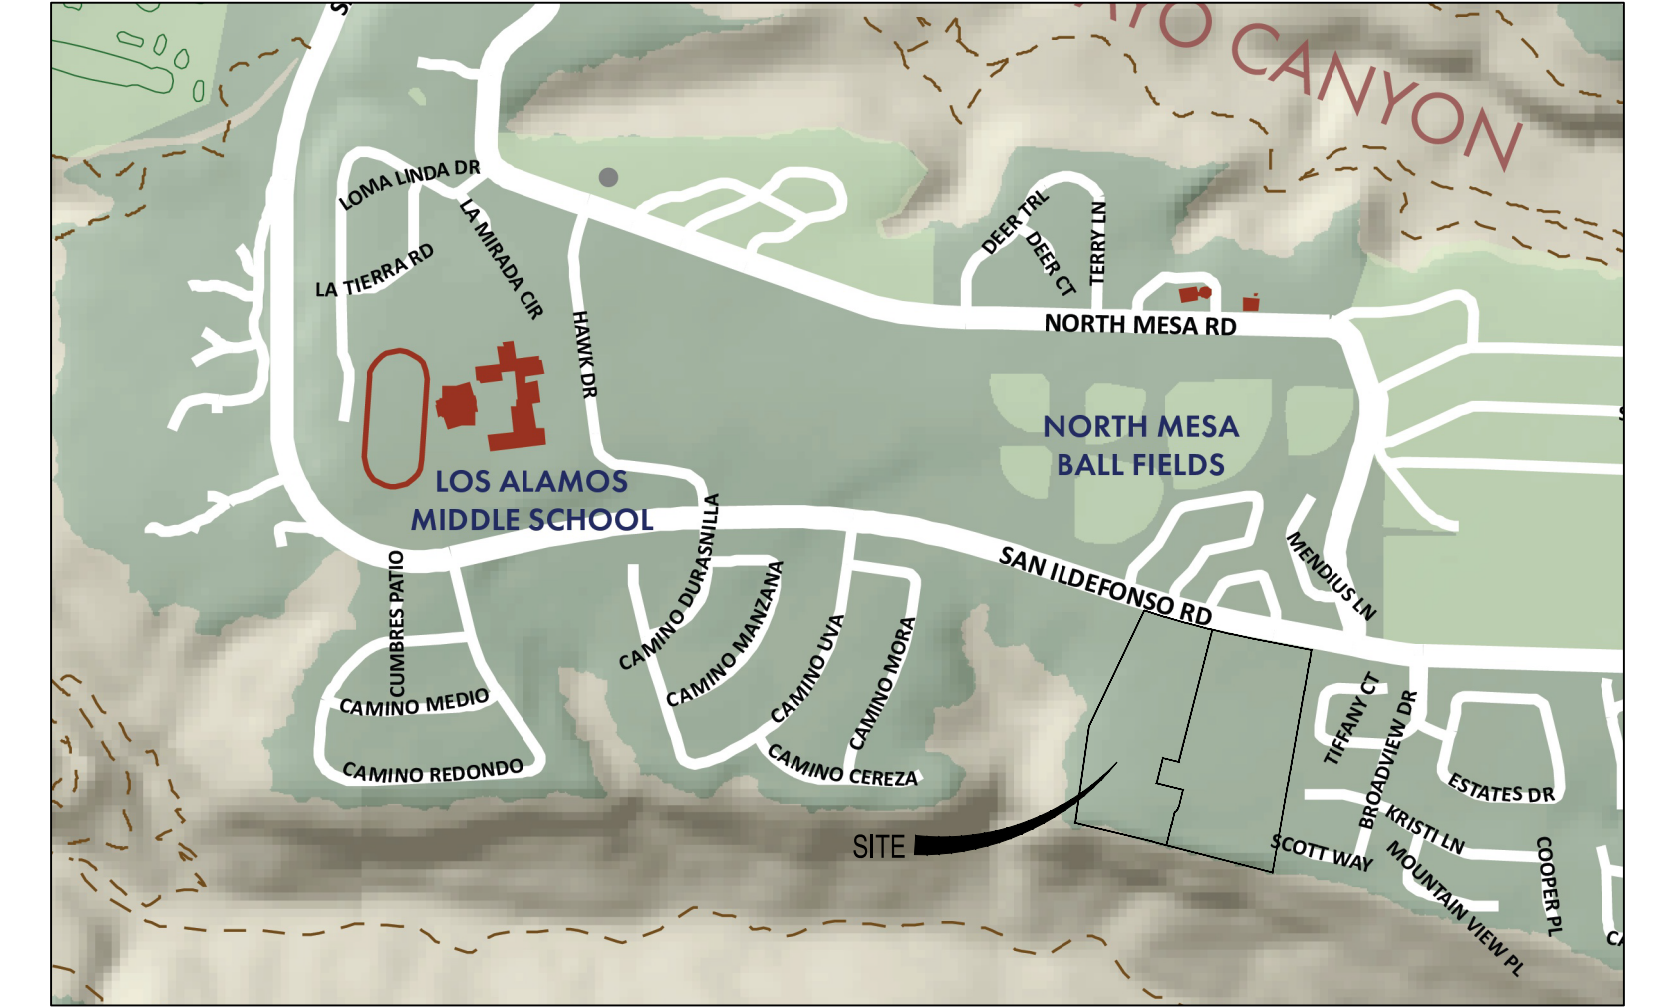 AYO CANYON
LOMA LINDA DR
LA MIRADA CIR
LA TIERRA RD
DEER TRL
DEER CT
TERRY LN
HAWK DR
NORTH MESA RD
NORTH MESA
BALL FIELDS
LOS ALAMOS
MIDDLE SCHOOL
SAN ILDEFONSO RD
MENDIUS LN
CUMBRES PATIO
CAMINO DURASNILLA
CAMINO MANZANA
CAMINO UVA
CAMINO MORA
CAMINO MEDIO
CAMINO REDONDO
CAMINO CEREZA
SITE
TIFFANY CT
BROADVIEW DR
ESTATES DR
KRISTI LN
SCOTT WAY
MOUNTAIN VIEW PL
COOPER PL